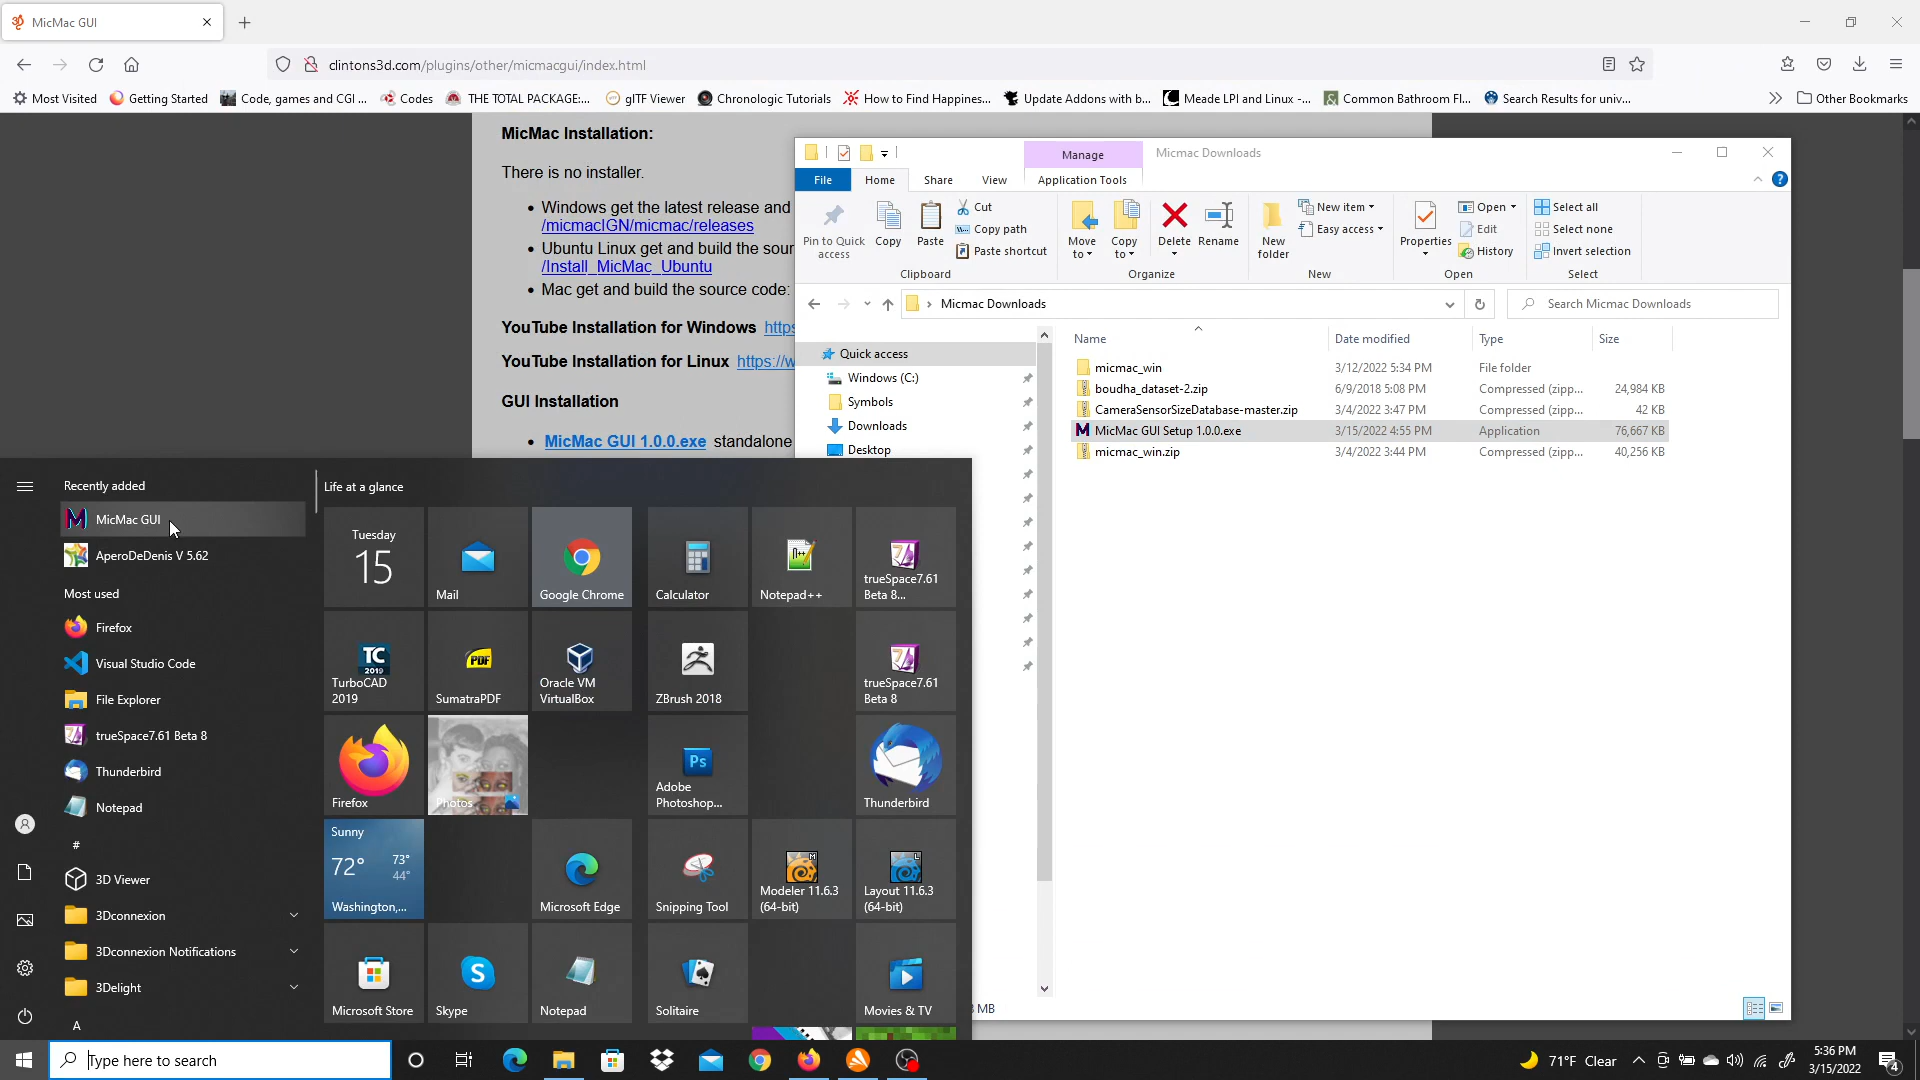 MicMac GUI
clintons3d.com/plugins/other/micmacgui/index.html
Most Visited
Getting Started
Code, games and CGI ...
Codes
THE TOTAL PACKAGE:...
glTF Viewer
Chronologic Tutorials
How to Find Happines...
Update Addons with b...
Meade LPI and Linux -...
Common Bathroom Fl...
Search Results for univ...
Other Bookmarks
MicMac Installation:
There is no installer.
Windows get the latest release and
/micmacIGN/micmac/releases
Ubuntu Linux get and build the sour
/Install_MicMac_Ubuntu
Mac get and build the source code:
YouTube Installation for Windows https
YouTube Installation for Linux https://w
GUI Installation
MicMac GUI 1.0.0.exe standalone
Manage
Micmac Downloads
File
Home
Share
View
Application Tools
Pin to Quick access
Copy
Paste
Cut
Copy path
Paste shortcut
Clipboard
Move to
Copy to
Delete
Rename
Organize
New folder
New item
Easy access
New
Properties
Open
Edit
History
Open
Select all
Select none
Invert selection
Select
Micmac Downloads
Search Micmac Downloads
Quick access
Windows (C:)
Symbols
Downloads
Desktop
Name Date modified Type Size
micmac_win 3/12/2022 5:34 PM File folder
boudha_dataset-2.zip 6/9/2018 5:08 PM Compressed (zipp... 24,984 KB
CameraSensorSizeDatabase-master.zip 3/4/2022 3:47 PM Compressed (zipp... 42 KB
MicMac GUI Setup 1.0.0.exe 3/15/2022 4:55 PM Application 76,667 KB
micmac_win.zip 3/4/2022 3:44 PM Compressed (zipp... 40,256 KB
MB
Recently added
MicMac GUI
AperoDeDenis V 5.62
Most used
Firefox
Visual Studio Code
File Explorer
trueSpace7.61 Beta 8
Thunderbird
Notepad
#
3D Viewer
3Dconnexion
3Dconnexion Notifications
3Delight
A
Life at a glance
Tuesday
15
Mail
Google Chrome
Calculator
Notepad++
trueSpace7.61
Beta 8...
TC
2019
TurboCAD
2019
PDF
SumatraPDF
Oracle VM
VirtualBox
ZBrush 2018
trueSpace7.61
Beta 8
Firefox
Photos
Ps
Adobe
Photoshop...
Thunderbird
Sunny
72° 73°
44°
Washington,...
Microsoft Edge
Snipping Tool
Modeler 11.6.3
(64-bit)
Layout 11.6.3
(64-bit)
Microsoft Store
Skype
Notepad
Solitaire
Movies & TV
Type here to search
71°F Clear
5:36 PM
3/15/2022
4